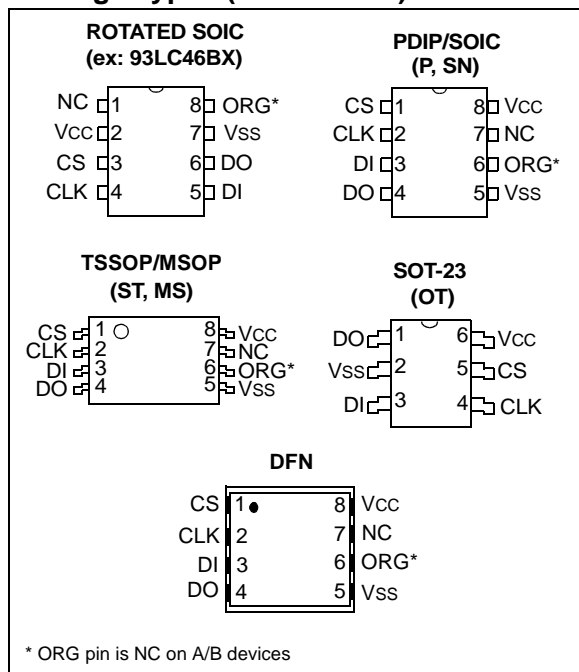 ROTATED SOIC
(ex: 93LC46BX)
NC 1 8 ORG*
VCC 2 7 VSS
CS 3 6 DO
CLK 4 5 DI
PDIP/SOIC
(P, SN)
CS 1 8 VCC
CLK 2 7 NC
DI 3 6 ORG*
DO 4 5 VSS
TSSOP/MSOP
(ST, MS)
CS 1 8 VCC
CLK 2 7 NC
DI 3 6 ORG*
DO 4 5 VSS
SOT-23
(OT)
DO 1 6 VCC
VSS 2 5 CS
DI 3 4 CLK
DFN
CS 1 8 VCC
CLK 2 7 NC
DI 3 6 ORG*
DO 4 5 VSS
* ORG pin is NC on A/B devices